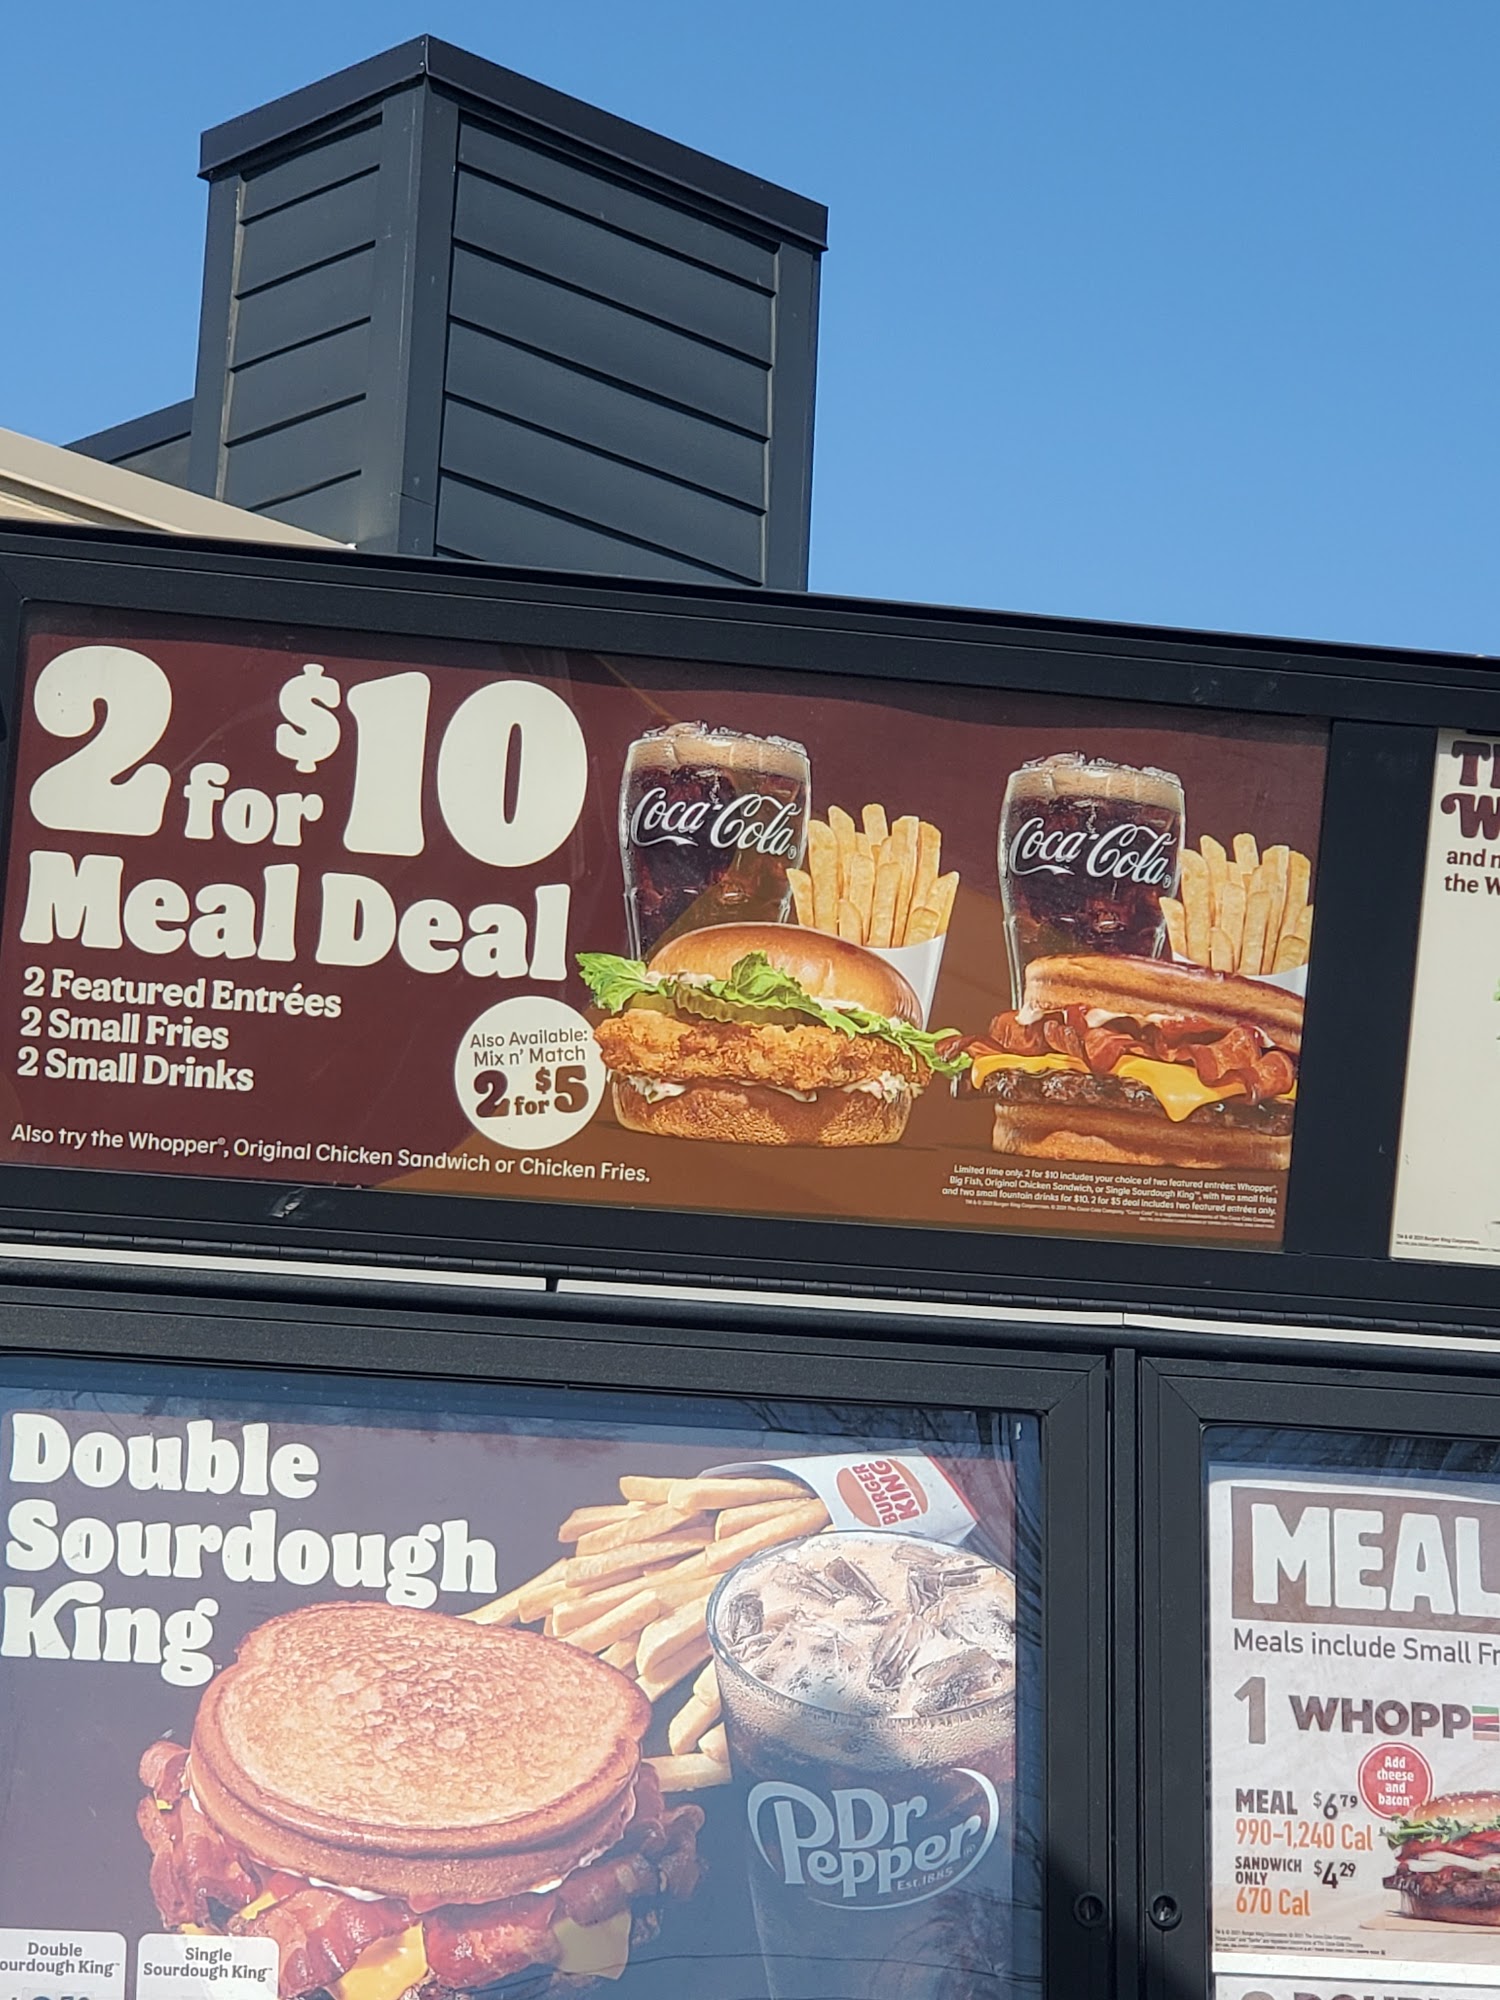 2 for $10
Meal Deal
2 Featured Entrées
2 Small Fries
2 Small Drinks
Also Available:
Mix n' Match
2 for $5
Also try the Whopper®, Original Chicken Sandwich or Chicken Fries.
Coca-Cola®
Coca-Cola®
Limited time only. 2 for $10 includes your choice of two featured entrées: Whopper®,
Big Fish, Original Chicken Sandwich, or Single Sourdough King™, with two small fries
and two small fountain drinks for $10. 2 for $5 deal includes two featured entrées only.
and
the W
Double
Sourdough
King™
BURGER
KING
Dr
Pepper
Est. 1885
Double
ourdough King™
Single
Sourdough King™
MEAL
Meals include Small Fr
1 WHOPP
Add
cheese
and
bacon
MEAL $6.79
990-1,240 Cal
SANDWICH
ONLY $4.29
670 Cal